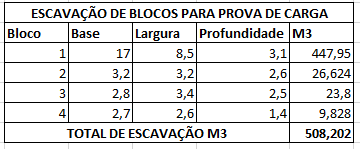 ESCAVAÇÃO DE BLOCOS PARA PROVA DE CARGA
Bloco Base Largura Profundidade M3
1 17 8,5 3,1 447,95
2 3,2 3,2 2,6 26,624
3 2,8 3,4 2,5 23,8
4 2,7 2,6 1,4 9,828
TOTAL DE ESCAVAÇÃO M3 508,202